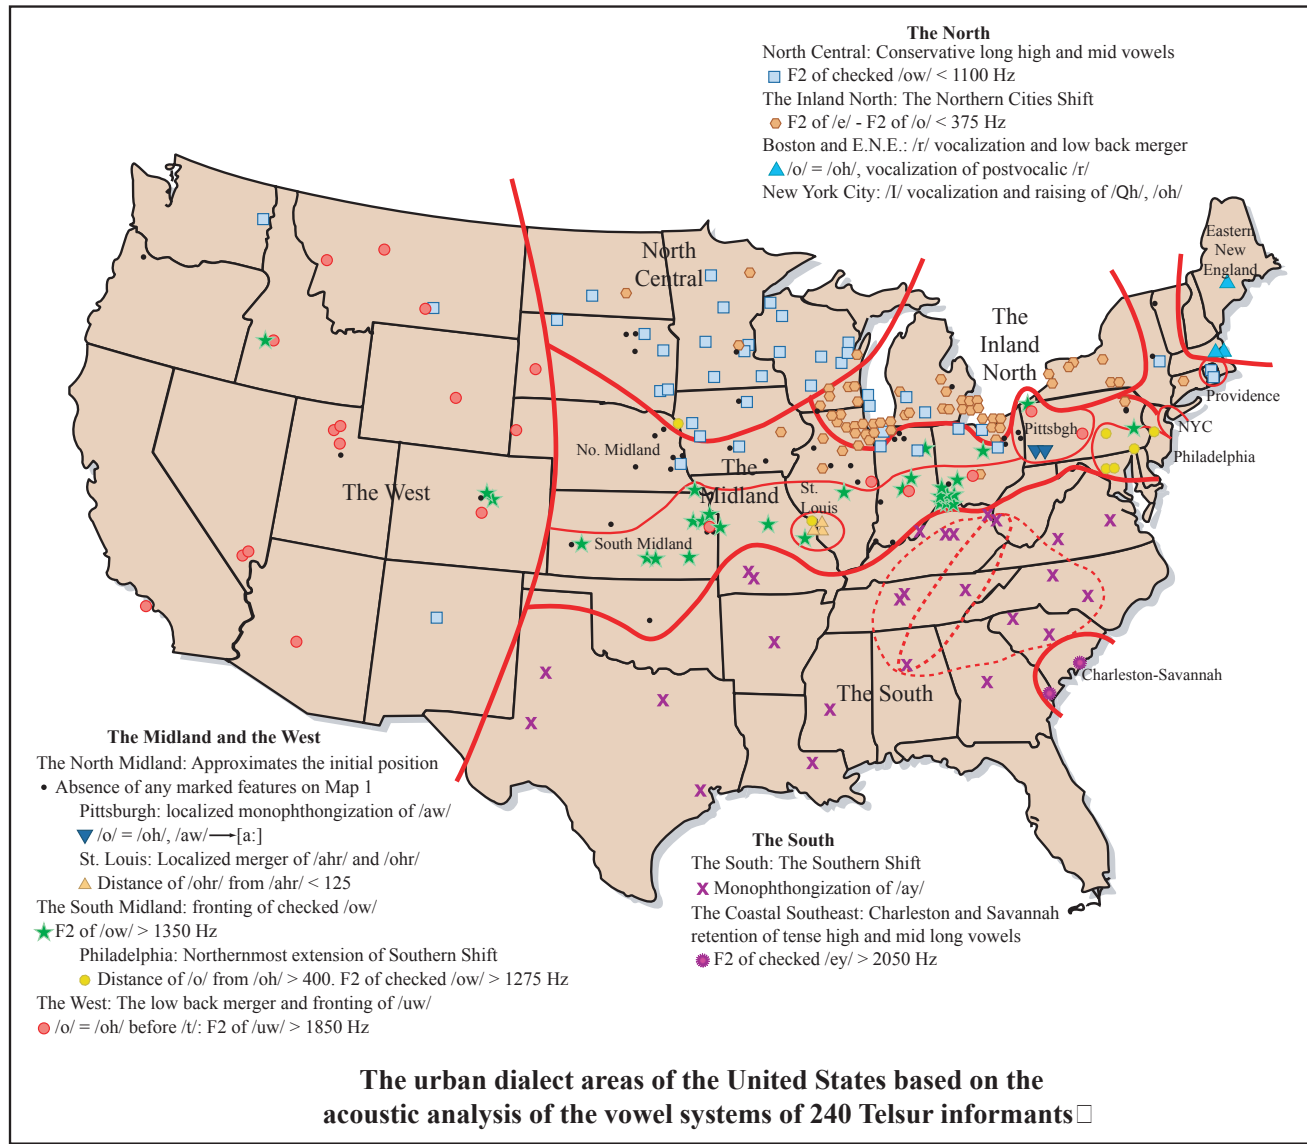 The North
North Central: Conservative long high and mid vowels
F2 of checked /ow/ < 1100 Hz
The Inland North: The Northern Cities Shift
F2 of /e/ - F2 of /o/ < 375 Hz
Boston and E.N.E.: /r/ vocalization and low back merger
/o/ = /oh/, vocalization of postvocalic /r/
New York City: /I/ vocalization and raising of /Qh/, /oh/
Eastern
New
England
North
Central
The
Inland
North
Providence
Pittsbgh
NYC
Philadelphia
No. Midland
The
Midland
The West
St.
Louis
South Midland
The South
Charleston-Savannah
The Midland and the West
The North Midland: Approximates the initial position
• Absence of any marked features on Map 1
Pittsburgh: localized monophthongization of /aw/
/o/ = /oh/, /aw/→[a:]
St. Louis: Localized merger of /ahr/ and /ohr/
Distance of /ohr/ from /ahr/ < 125
The South Midland: fronting of checked /ow/
F2 of /ow/ > 1350 Hz
Philadelphia: Northernmost extension of Southern Shift
Distance of /o/ from /oh/ > 400. F2 of checked /ow/ > 1275 Hz
The West: The low back merger and fronting of /uw/
/o/ = /oh/ before /t/: F2 of /uw/ > 1850 Hz
The South
The South: The Southern Shift
x Monophthongization of /ay/
The Coastal Southeast: Charleston and Savannah
retention of tense high and mid long vowels
F2 of checked /ey/ > 2050 Hz
The urban dialect areas of the United States based on the
acoustic analysis of the vowel systems of 240 Telsur informants□